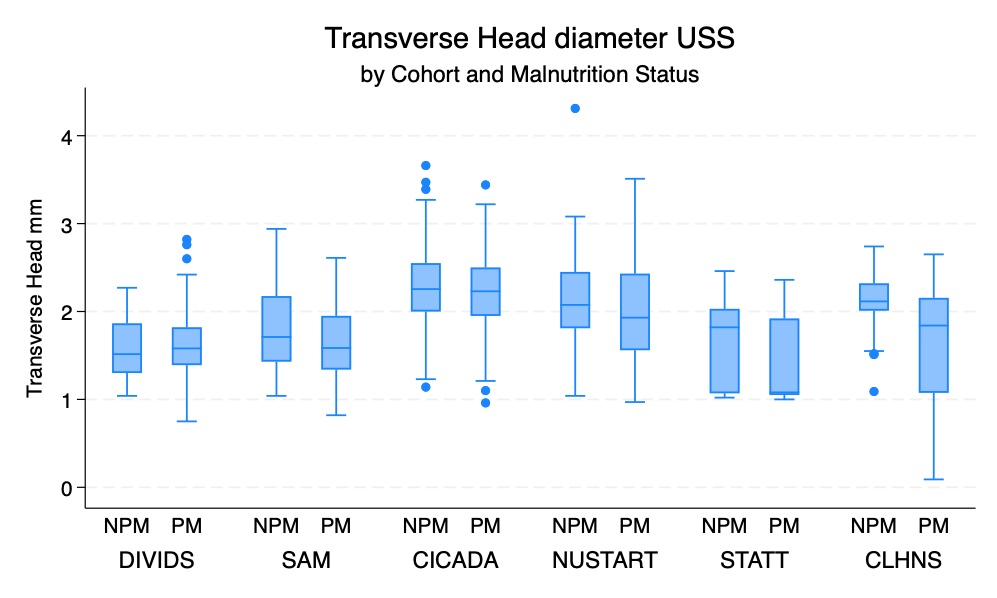 Transverse Head diameter USS
by Cohort and Malnutrition Status
Transverse Head mm
4
3
2
1
0
NPM PM NPM PM NPM PM NPM PM NPM PM NPM PM
DIVIDS SAM CICADA NUSTART STATT CLHNS